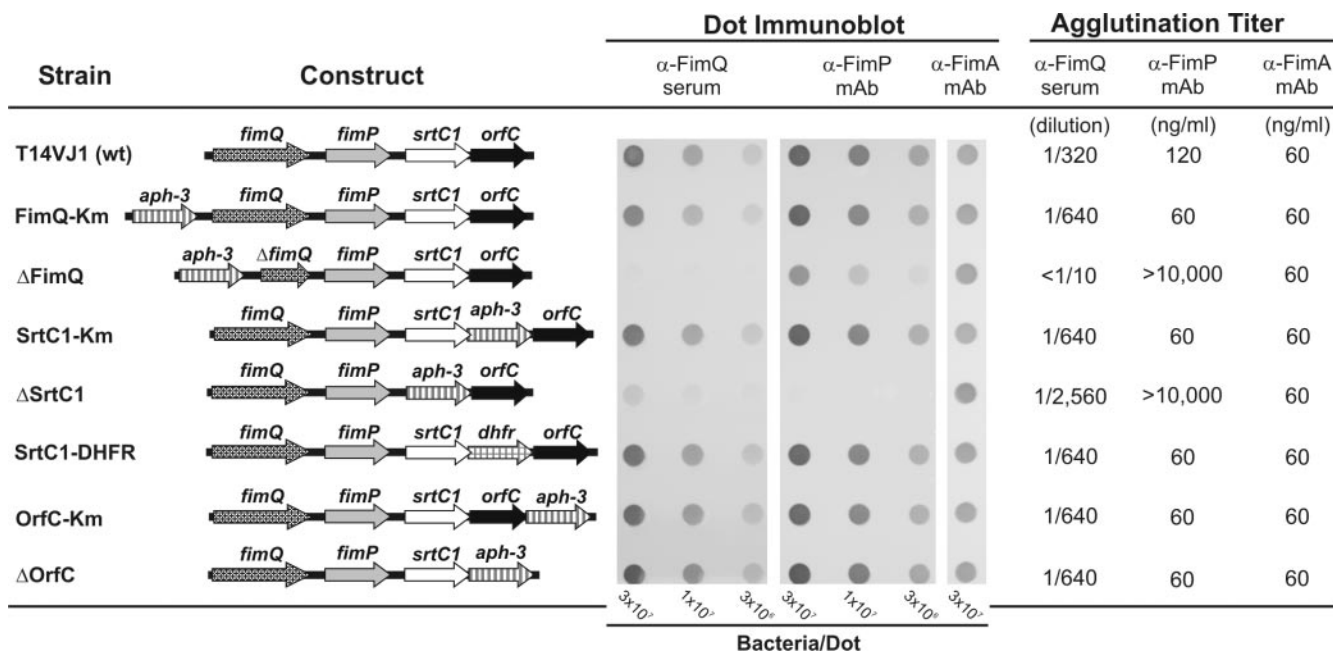 Dot Immunoblot Agglutination Titer
Strain Construct α-FimQ serum α-FimP mAb α-FimA mAb α-FimQ serum α-FimP mAb α-FimA mAb
(dilution) (ng/ml) (ng/ml)
fimQ fimP srtC1 orfC
T14VJ1 (wt) 1/320 120 60
aph-3 fimQ fimP srtC1 orfC
FimQ-Km 1/640 60 60
aph-3 ΔfimQ fimP srtC1 orfC
ΔFimQ <1/10 >10,000 60
fimQ fimP srtC1 aph-3 orfC
SrtC1-Km 1/640 60 60
fimQ fimP aph-3 orfC
ΔSrtC1 1/2,560 >10,000 60
fimQ fimP srtC1 dhfr orfC
SrtC1-DHFR 1/640 60 60
fimQ fimP srtC1 orfC aph-3
OrfC-Km 1/640 60 60
fimQ fimP srtC1 aph-3
ΔOrfC 1/640 60 60
3x10⁷ 1x10⁷ 3x10⁶ 3x10⁷ 1x10⁷ 3x10⁶ 3x10⁷
Bacteria/Dot